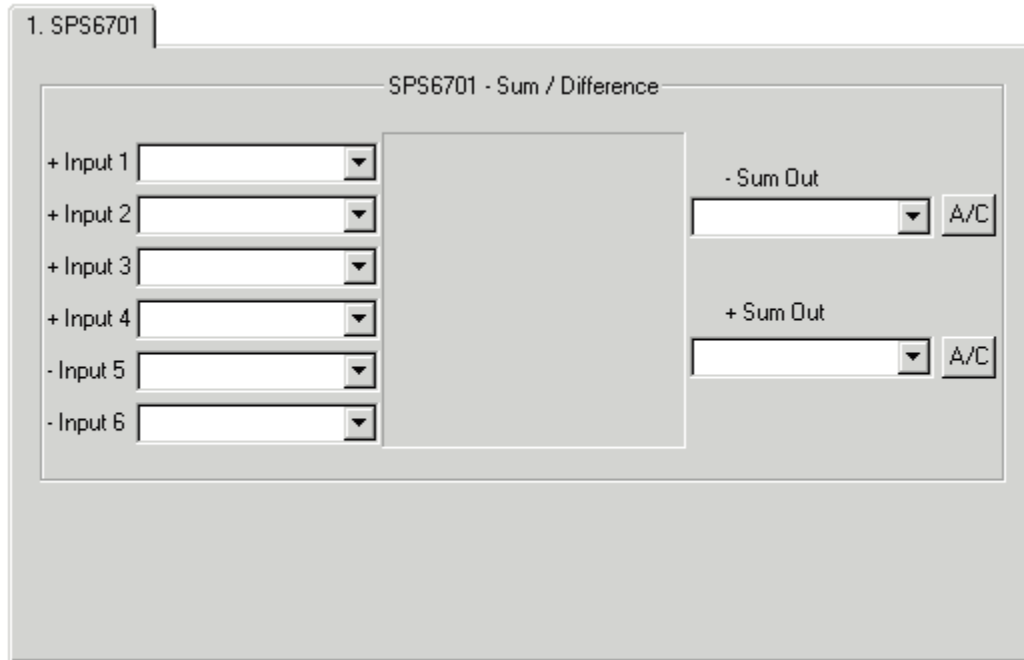 1. SPS6701
SPS6701 - Sum / Difference
+ Input 1
+ Input 2
+ Input 3
+ Input 4
- Input 5
- Input 6
- Sum Out
A/C
+ Sum Out
A/C